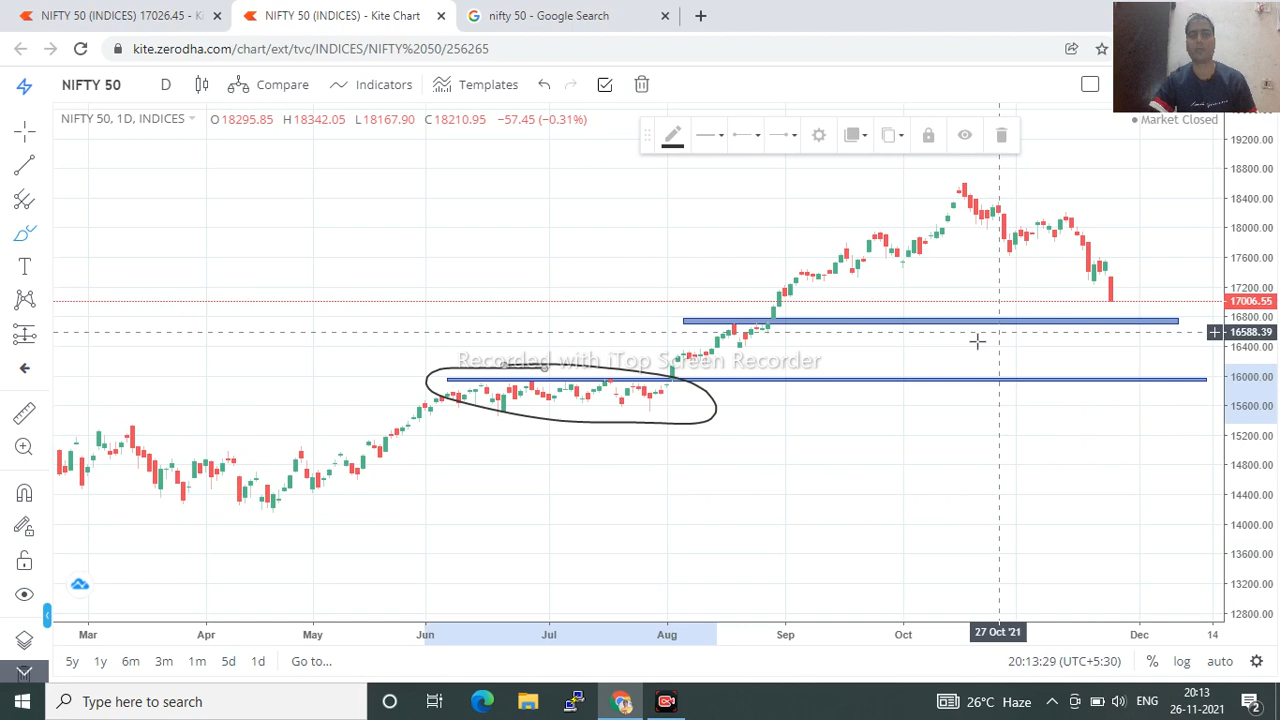 NIFTY 50 (INDICES) 17026.45 •
NIFTY 50 (INDICES) - Kite Chart
nifty 50 - Google Search
kite.zerodha.com/chart/ext/tvc/INDICES/NIFTY%2050/256265
NIFTY 50 D Compare Indicators Templates
NIFTY 50, 1D, INDICES O18295.85 H18342.05 L18167.90 C18210.95 −57.45 (−0.31%)
Market Closed
19200.00
18800.00
18400.00
18000.00
17600.00
17200.00
17006.55
16800.00
16588.39
16400.00
Recorded with iTop Screen Recorder
16000.00
15600.00
15200.00
14800.00
14400.00
14000.00
13600.00
13200.00
12800.00
Mar Apr May Jun Jul Aug Sep Oct 27 Oct '21 Dec 14
5y 1y 6m 3m 1m 5d 1d Go to... 20:13:29 (UTC+5:30) % log auto
Type here to search
26°C Haze
ENG
20:13
26-11-2021
2